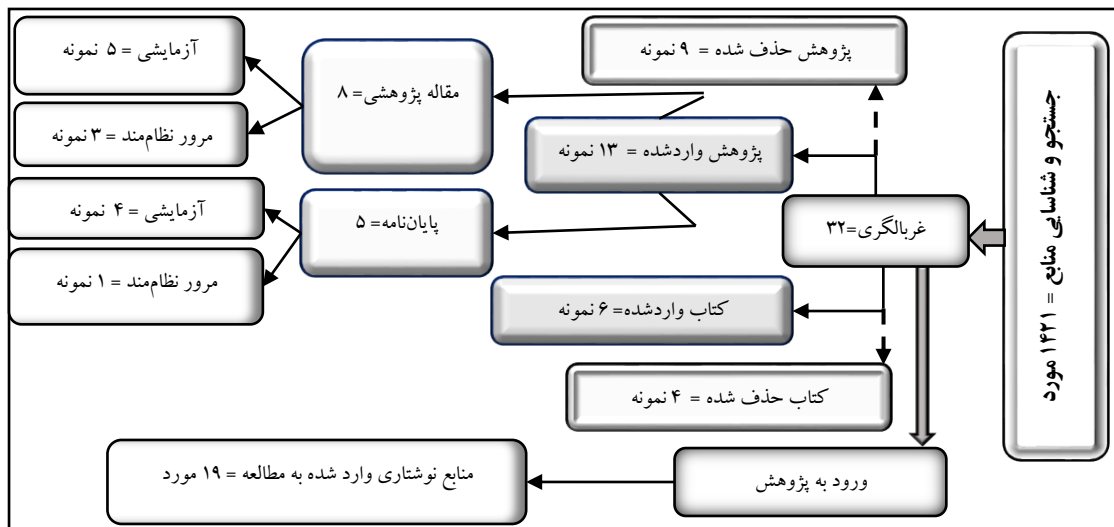 جستجو و شناسایی منابع = ۱۴۲۱ مورد
غربالگری=۳۲
پژوهش حذف شده = ۹ نمونه
پژوهش واردشده = ۱۳ نمونه
مقاله پژوهشی= ۸
آزمایشی = ۵ نمونه
مرور نظام‌مند = ۳ نمونه
پایان‌نامه= ۵
آزمایشی = ۴ نمونه
مرور نظام‌مند = ۱ نمونه
کتاب واردشده= ۶ نمونه
کتاب حذف شده = ۴ نمونه
ورود به پژوهش
منابع نوشتاری وارد شده به مطالعه = ۱۹ مورد